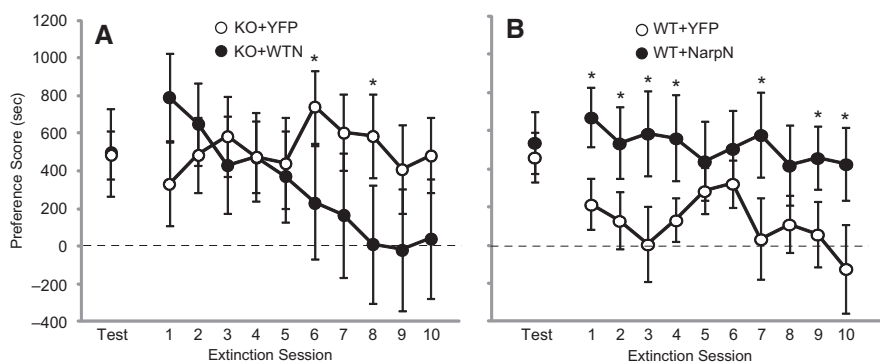 A
KO+YFP
KO+WTN
* *
Preference Score (sec)
1200
1000
800
600
400
200
0
–200
–400
Test 1 2 3 4 5 6 7 8 9 10
Extinction Session
B
WT+YFP
WT+NarpN
* * * * * * *
Test 1 2 3 4 5 6 7 8 9 10
Extinction Session